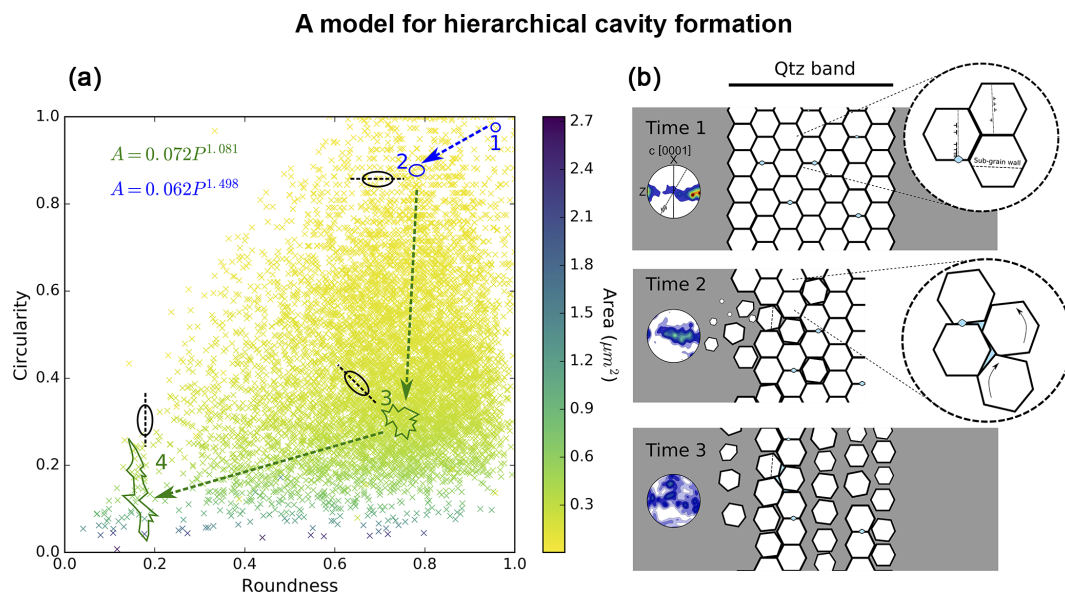 A model for hierarchical cavity formation
(a)
A = 0.072P^1.081
A = 0.062P^1.498
1
2
3
4
Circularity
1.0
0.8
0.6
0.4
0.2
0.0
0.0 0.2 0.4 0.6 0.8 1.0
Roundness
2.7
2.4
2.1
1.8
1.5
1.2
0.9
0.6
0.3
Area (μm²)
(b)
Qtz band
Time 1
c [0001]
X
Z
Sub-grain wall
Time 2
Time 3